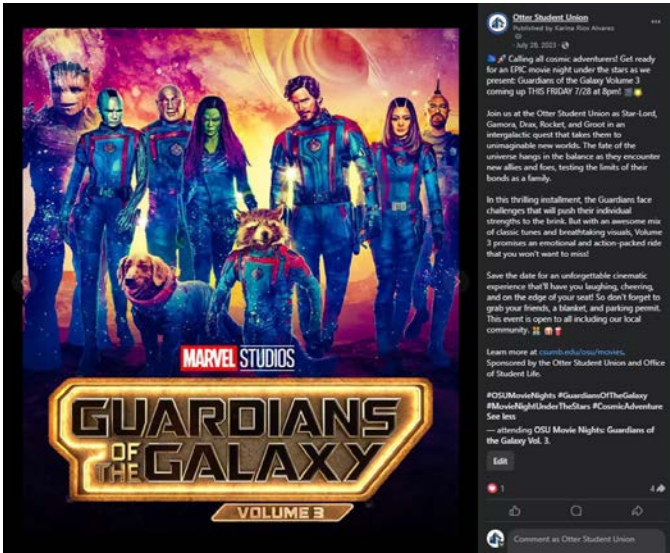 MARVEL STUDIOS
GUARDIANS
OF
THE GALAXY
VOLUME 3
Otter Student Union
Published by Karina Rios Alvarez
· July 28, 2023 ·
🌌🚀 Calling all cosmic adventurers! Get ready
for an EPIC movie night under the stars as we
present: Guardians of the Galaxy Volume 3
coming up THIS FRIDAY 7/28 at 8pm! 🎬🌟
Join us at the Otter Student Union as Star-Lord,
Gamora, Drax, Rocket, and Groot in an
intergalactic quest that takes them to
unimaginable new worlds. The fate of the
universe hangs in the balance as they encounter
new allies and foes, testing the limits of their
bonds as a family.
In this thrilling installment, the Guardians face
challenges that will push their individual
strengths to the brink. But with an awesome mix
of classic tunes and breathtaking visuals, Volume
3 promises an emotional and action-packed ride
that you won't want to miss!
Save the date for an unforgettable cinematic
experience that'll have you laughing, cheering,
and on the edge of your seat! So don't forget to
grab your friends, a blanket, and parking permit.
This event is open to all including our local
community.
Learn more at csumb.edu/osu/movies.
Sponsored by the Otter Student Union and Office
of Student Life.
#OSUMovieNights #GuardiansOfTheGalaxy
#MovieNightUnderTheStars #CosmicAdventure
See less
— attending OSU Movie Nights: Guardians of
the Galaxy Vol. 3.
Edit
1
4
Comment as Otter Student Union